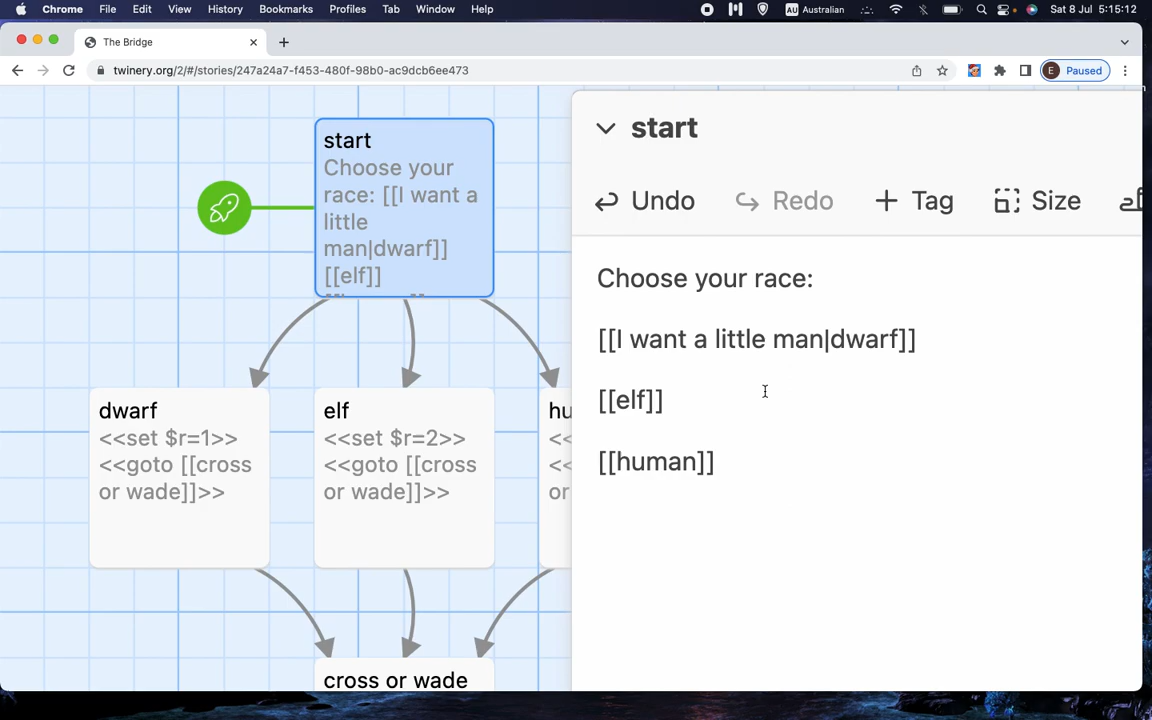 Chrome File Edit View History Bookmarks Profiles Tab Window Help AU Australian Sat 8 Jul 5:15:12
The Bridge
twinery.org/2/#/stories/247a24a7-f453-480f-98b0-ac9dcb6ee473 E Paused
start
Choose your
race: [[I want a
little
man|dwarf]]
[[elf]]
dwarf
<<set $r=1>>
<<goto [[cross
or wade]]>>
elf
<<set $r=2>>
<<goto [[cross
or wade]]>>
hu
<<
<<
or
cross or wade
start
Undo Redo Tag Size
Choose your race:
[[I want a little man|dwarf]]
[[elf]]
[[human]]